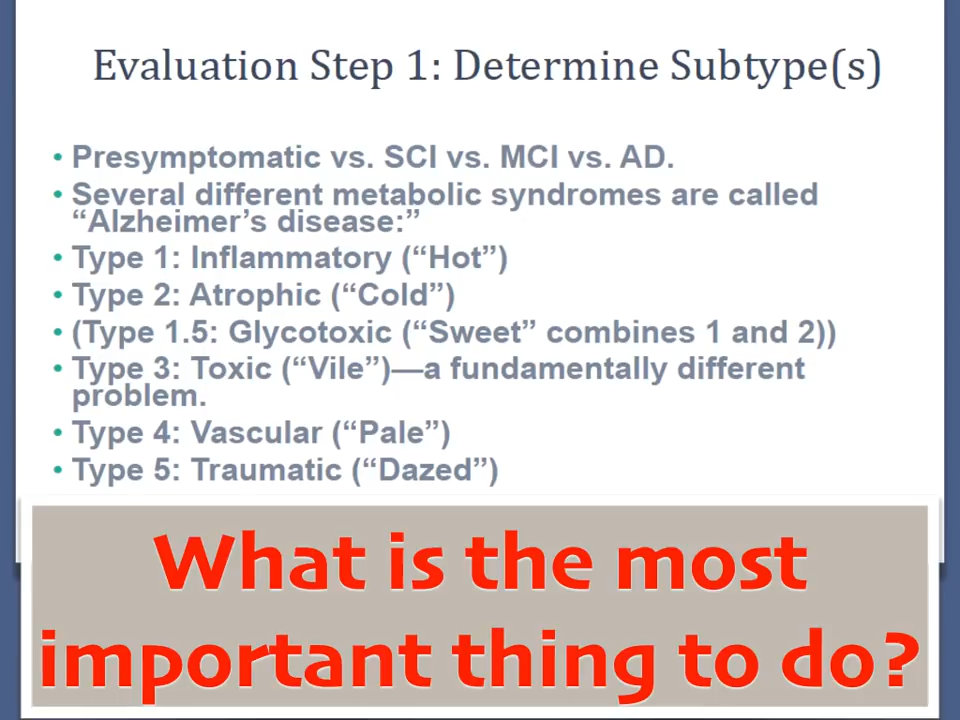 Evaluation Step 1: Determine Subtype(s)
• Presymptomatic vs. SCI vs. MCI vs. AD.
• Several different metabolic syndromes are called
“Alzheimer’s disease:”
• Type 1: Inflammatory (“Hot”)
• Type 2: Atrophic (“Cold”)
• (Type 1.5: Glycotoxic (“Sweet” combines 1 and 2))
• Type 3: Toxic (“Vile”)—a fundamentally different
problem.
• Type 4: Vascular (“Pale”)
• Type 5: Traumatic (“Dazed”)
What is the most
important thing to do?